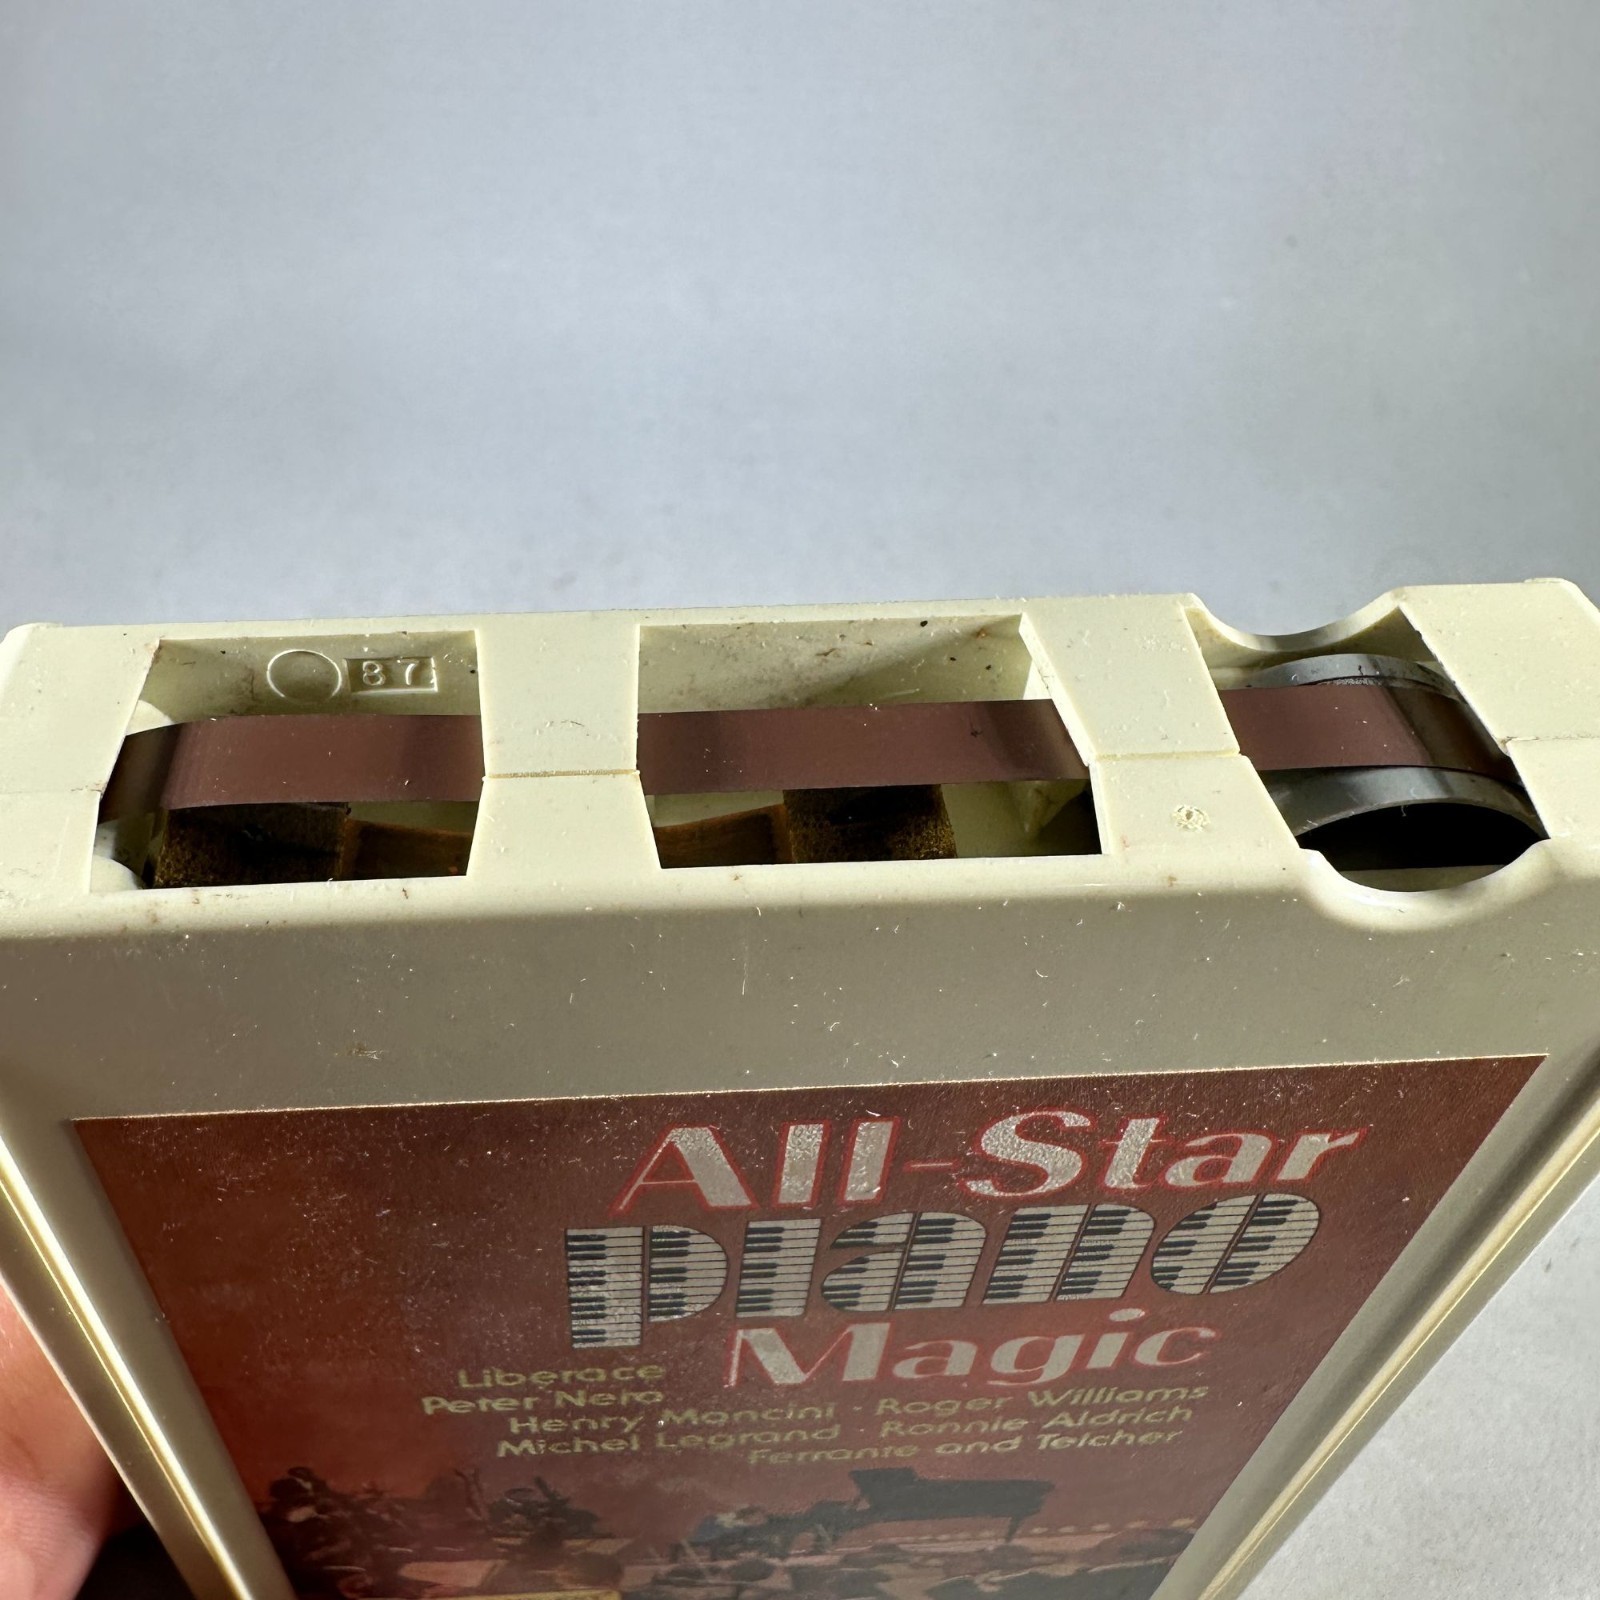 87
All-Star
piano
Magic
Liberace
Peter Nero
Henry Mancini · Roger Williams
Michel Legrand · Ronnie Aldrich
Ferrante and Teicher